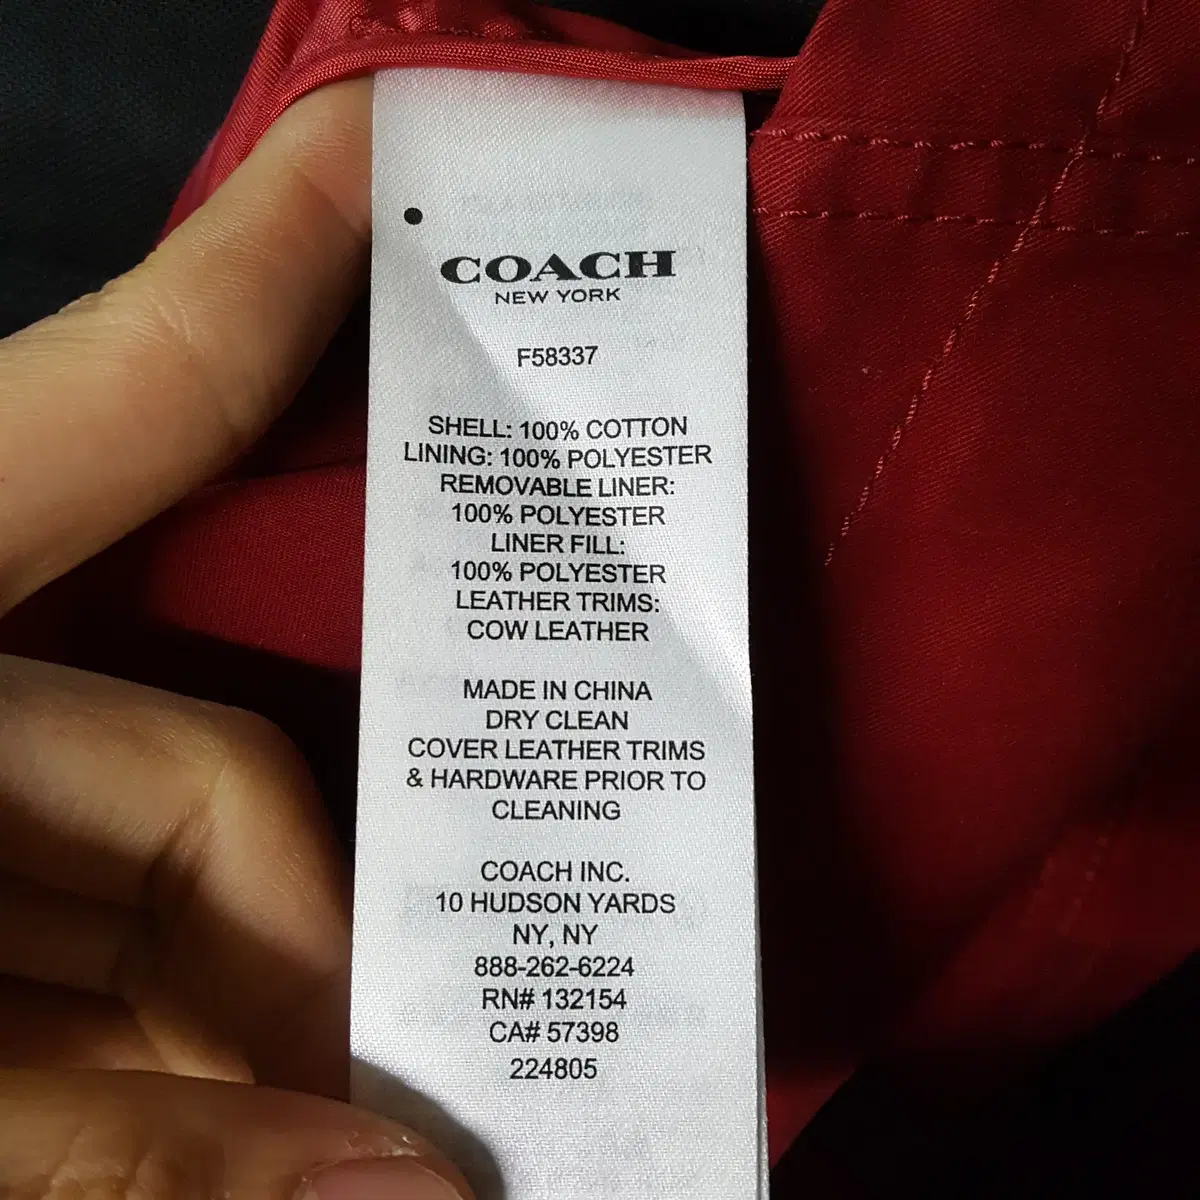 COACH
NEW YORK
F58337
SHELL: 100% COTTON
LINING: 100% POLYESTER
REMOVABLE LINER:
100% POLYESTER
LINER FILL:
100% POLYESTER
LEATHER TRIMS:
COW LEATHER
MADE IN CHINA
DRY CLEAN
COVER LEATHER TRIMS
& HARDWARE PRIOR TO
CLEANING
COACH INC.
10 HUDSON YARDS
NY, NY
888-262-6224
RN# 132154
CA# 57398
224805